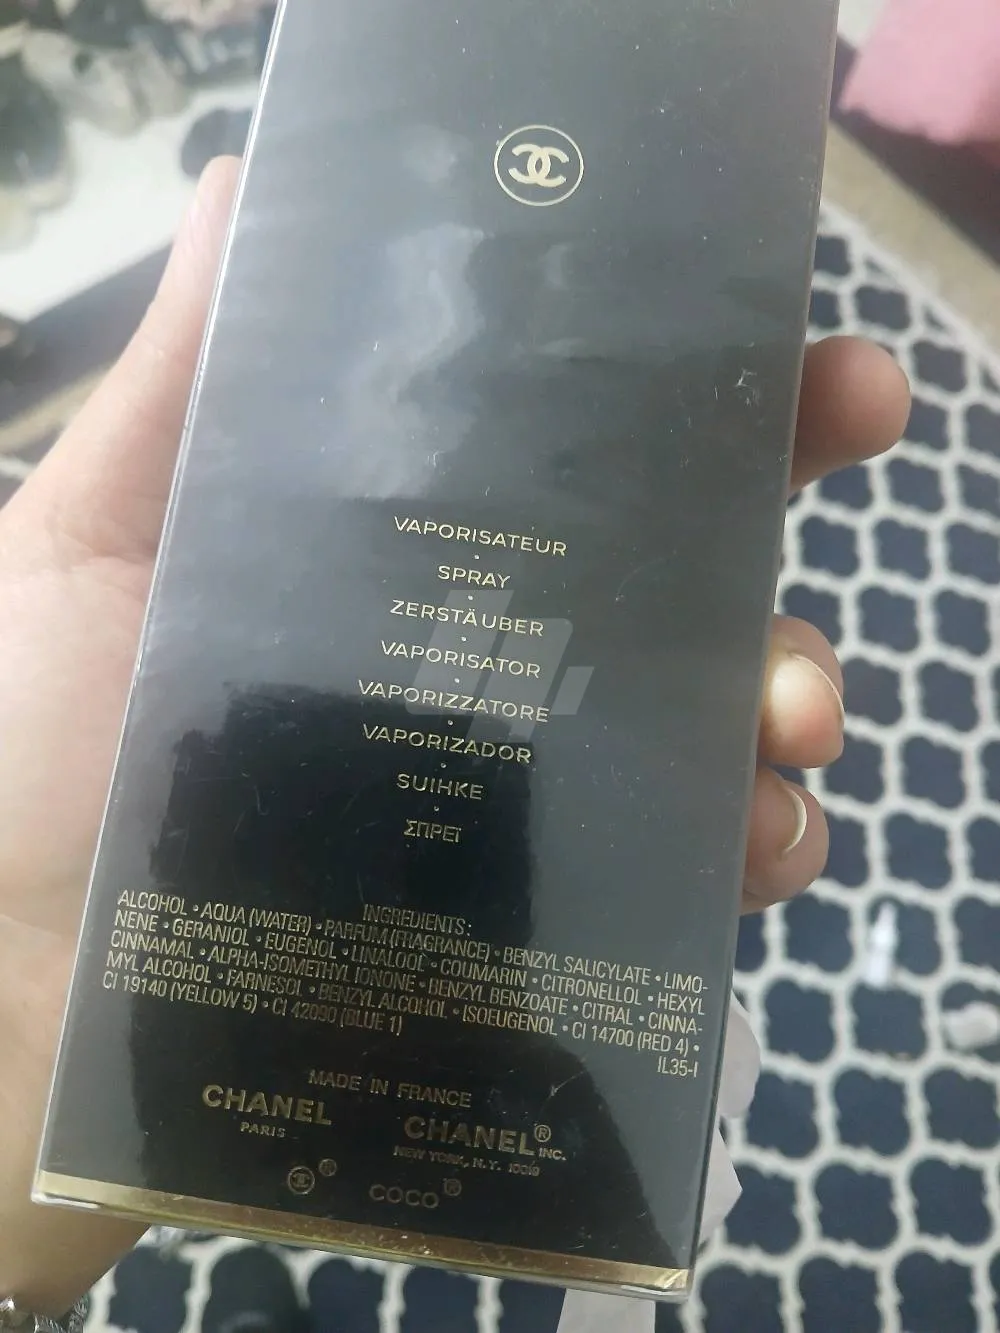 VAPORISATEUR
·
SPRAY
·
ZERSTÄUBER
·
VAPORISATOR
·
VAPORIZZATORE
·
VAPORIZADOR
·
SUIHKE
·
ΣΠΡΕΪ
INGREDIENTS:
ALCOHOL • AQUA (WATER) • PARFUM (FRAGRANCE) • BENZYL SALICYLATE • LIMO-
NENE • GERANIOL • EUGENOL • LINALOOL • COUMARIN • CITRONELLOL • HEXYL
CINNAMAL • ALPHA-ISOMETHYL IONONE • BENZYL BENZOATE • CITRAL • CINNA-
MYL ALCOHOL • FARNESOL • BENZYL ALCOHOL • ISOEUGENOL • CI 14700 (RED 4) •
CI 19140 (YELLOW 5) • CI 42090 (BLUE 1)
IL35-I
MADE IN FRANCE
CHANEL
PARIS
CHANEL® INC.
NEW YORK, N.Y. 10019
® COCO®